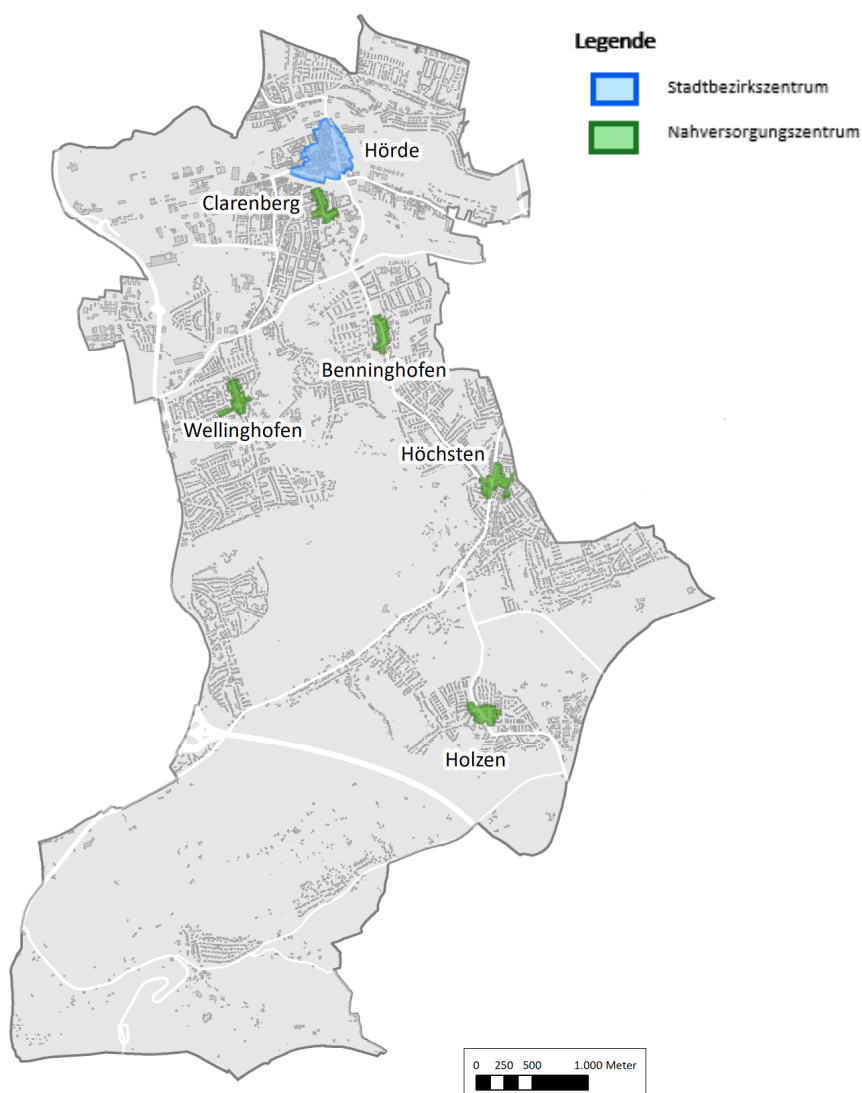 Legende
Stadtbezirkszentrum
Nahversorgungszentrum
Hörde
Clarenberg
Benninghofen
Wellinghofen
Höchsten
Holzen
0 250 500 1.000 Meter